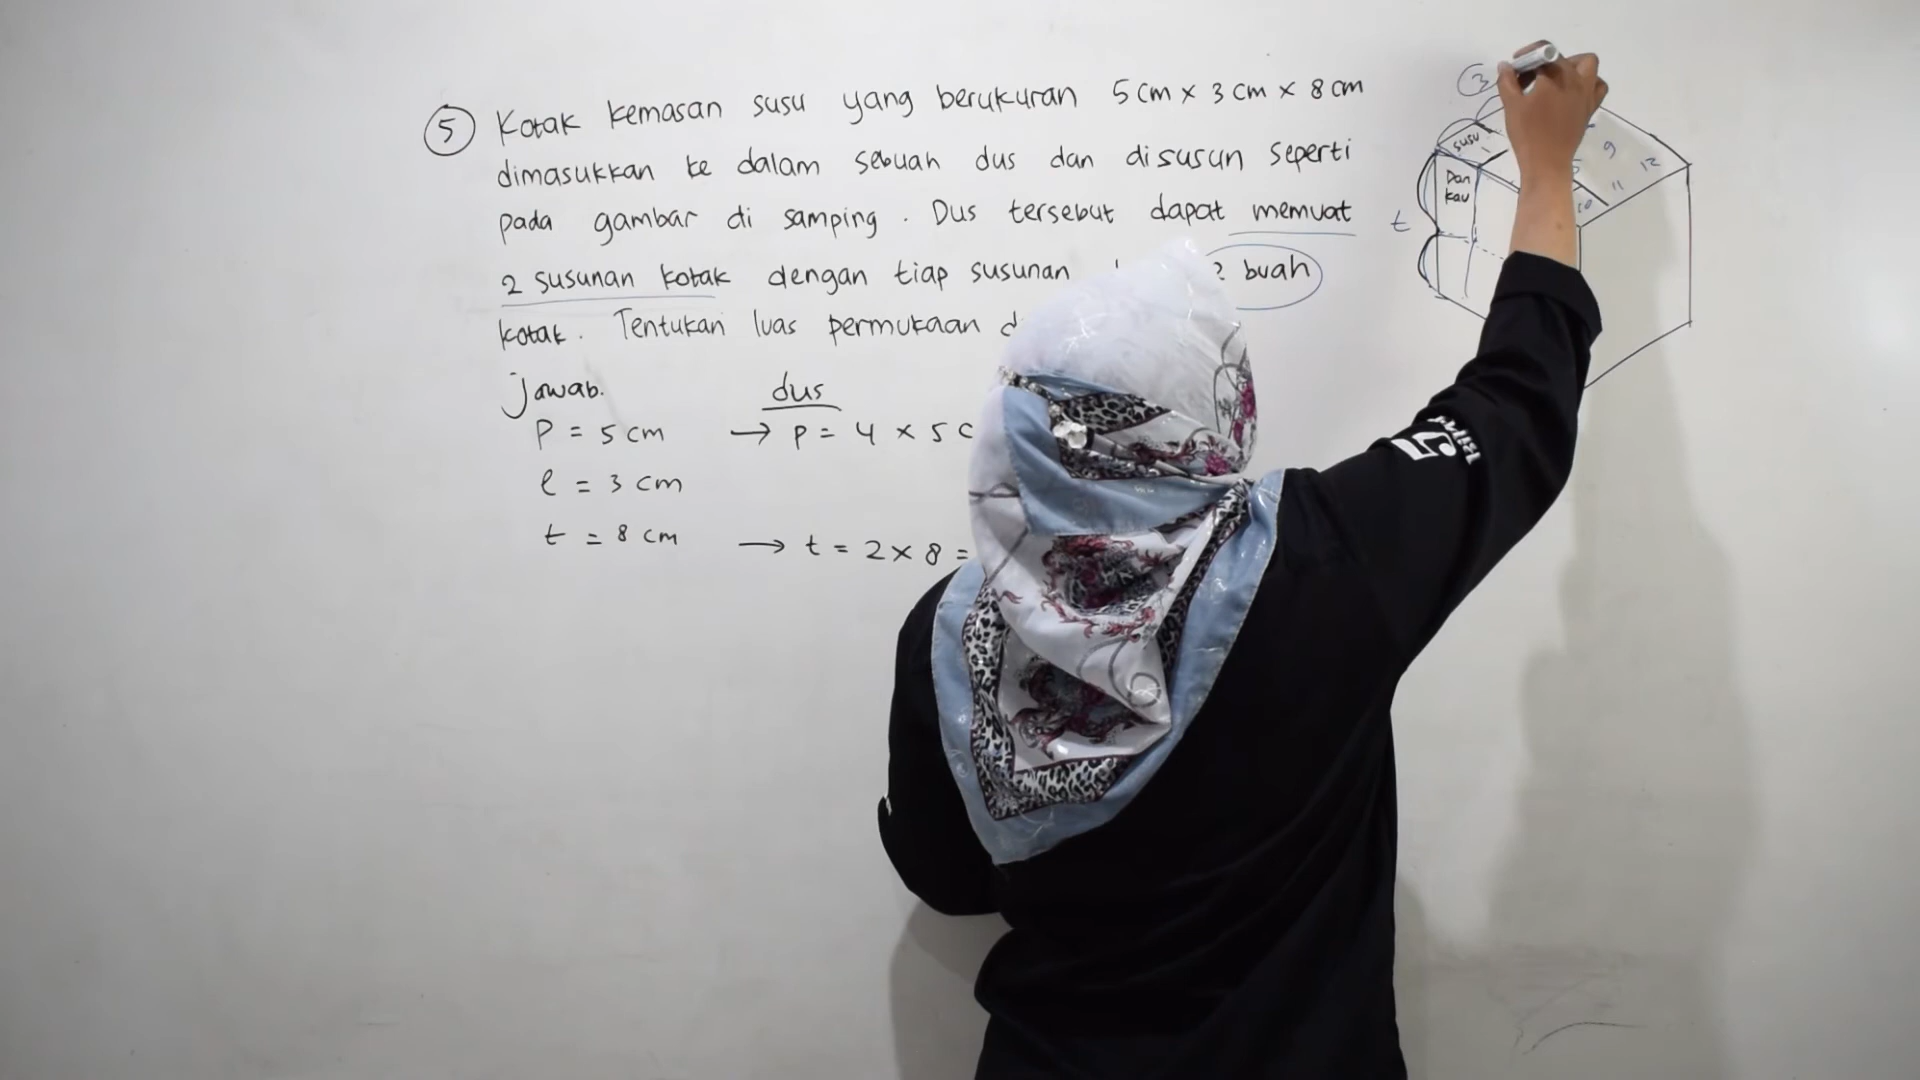 5 Kotak kemasan susu yang berukuran 5 cm x 3 cm x 8 cm
dimasukkan ke dalam sebuah dus dan disusun seperti
pada gambar di samping. Dus tersebut dapat memuat
2 susunan kotak dengan tiap susunan buah
kotak. Tentukan luas permukaan
Jawab.
dus
P = 5 cm → P = 4 x 5 c
l = 3 cm
t = 8 cm → t = 2 x 8 =
3
susu
Dan
kau
t
9
12
11
10